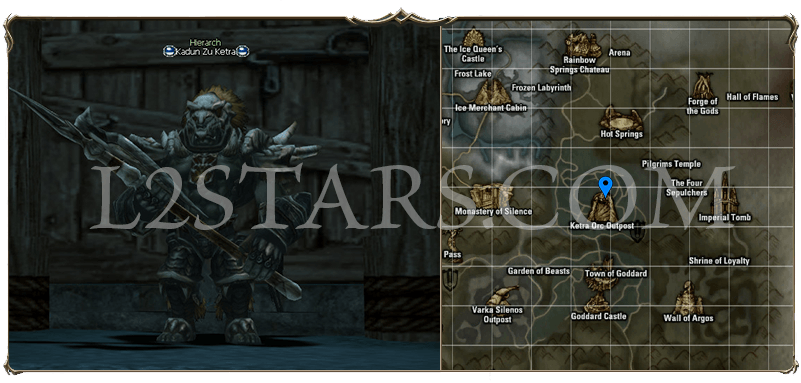 Hierarch
Kadun Zu Ketra
L2STARS.COM
The Ice Queen's
Castle
Rainbow
Springs Chateau
Arena
Frost Lake
Frozen Labyrinth
Ice Merchant Cabin
Forge of
the Gods
Hall of Flames
ory
Hot Springs
Pilgrims Temple
The Four
Sepulchers
Monastery of Silence
Imperial Tomb
Ketra Orc Outpost
Pass
Shrine of Loyalty
Garden of Beasts
Town of Goddard
Varka Silenos
Outpost
Goddard Castle
Wall of Argos